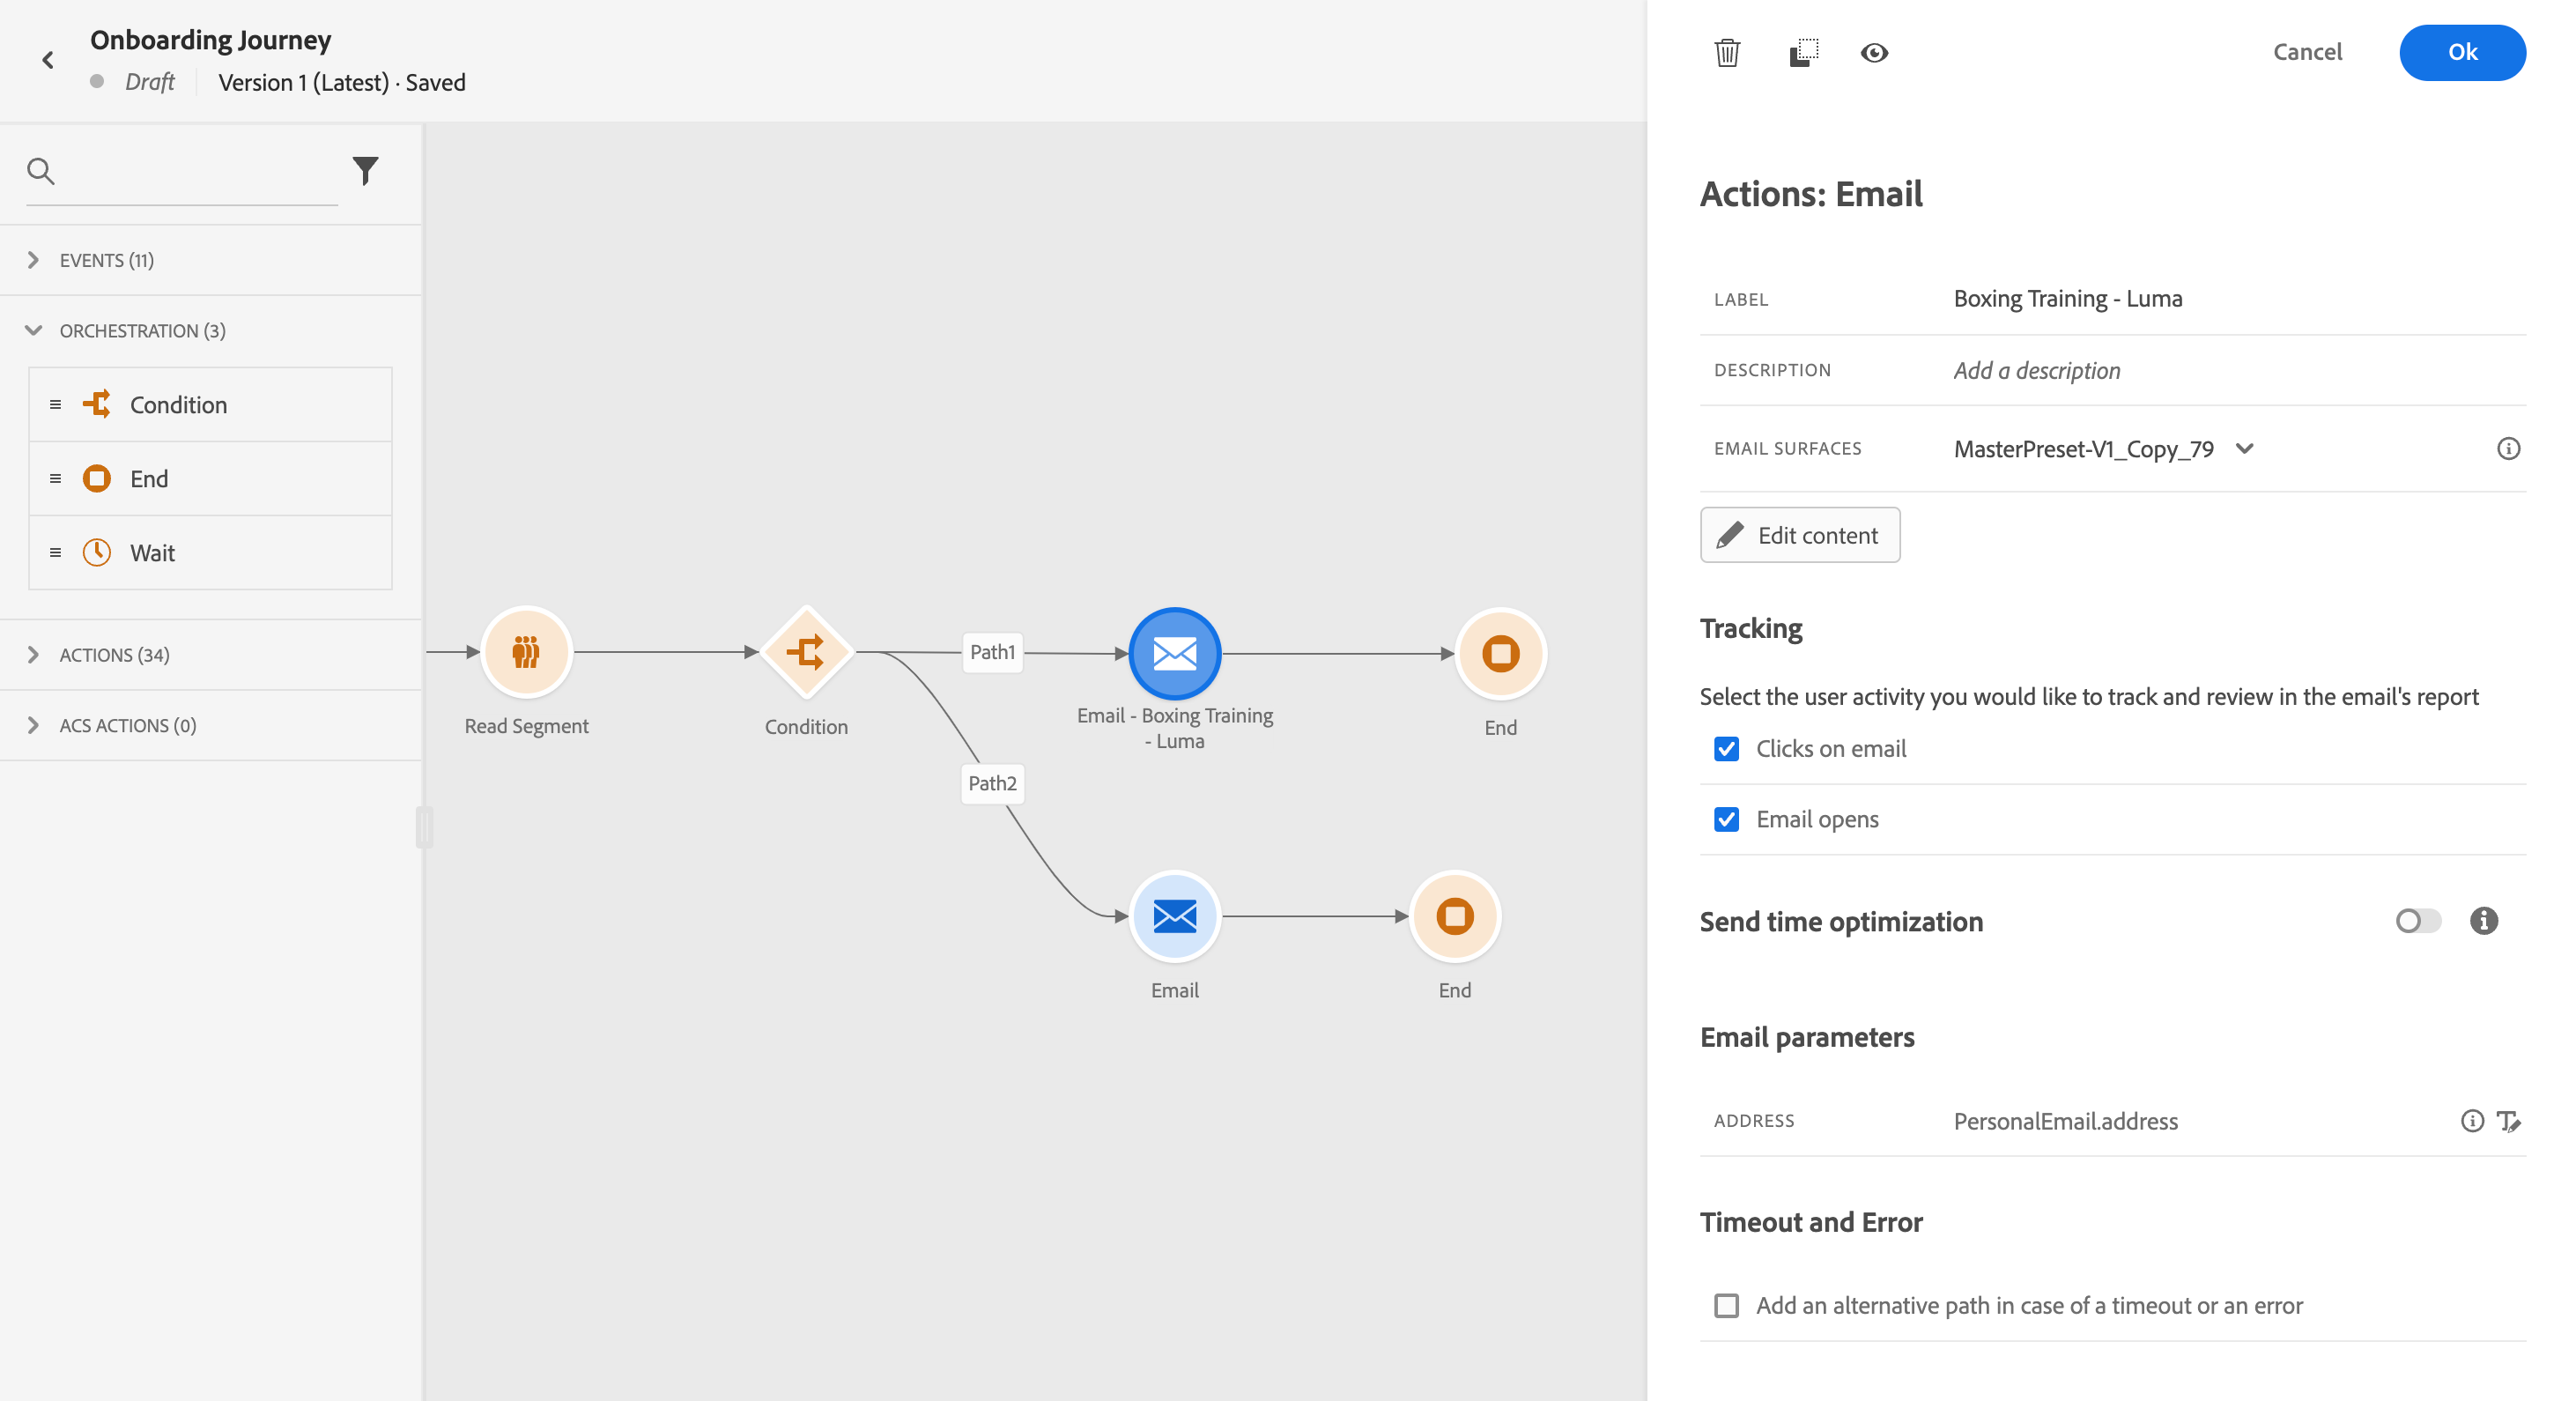 Onboarding Journey
Draft
Version 1 (Latest) · Saved
Cancel
Ok
EVENTS (11)
ORCHESTRATION (3)
Condition
End
Wait
ACTIONS (34)
ACS ACTIONS (0)
Read Segment
Condition
Path1
Email - Boxing Training
- Luma
End
Path2
Email
End
Actions: Email
LABEL
Boxing Training - Luma
DESCRIPTION
Add a description
EMAIL SURFACES
MasterPreset-V1_Copy_79
Edit content
Tracking
Select the user activity you would like to track and review in the email's report
Clicks on email
Email opens
Send time optimization
Email parameters
ADDRESS
PersonalEmail.address
Timeout and Error
Add an alternative path in case of a timeout or an error